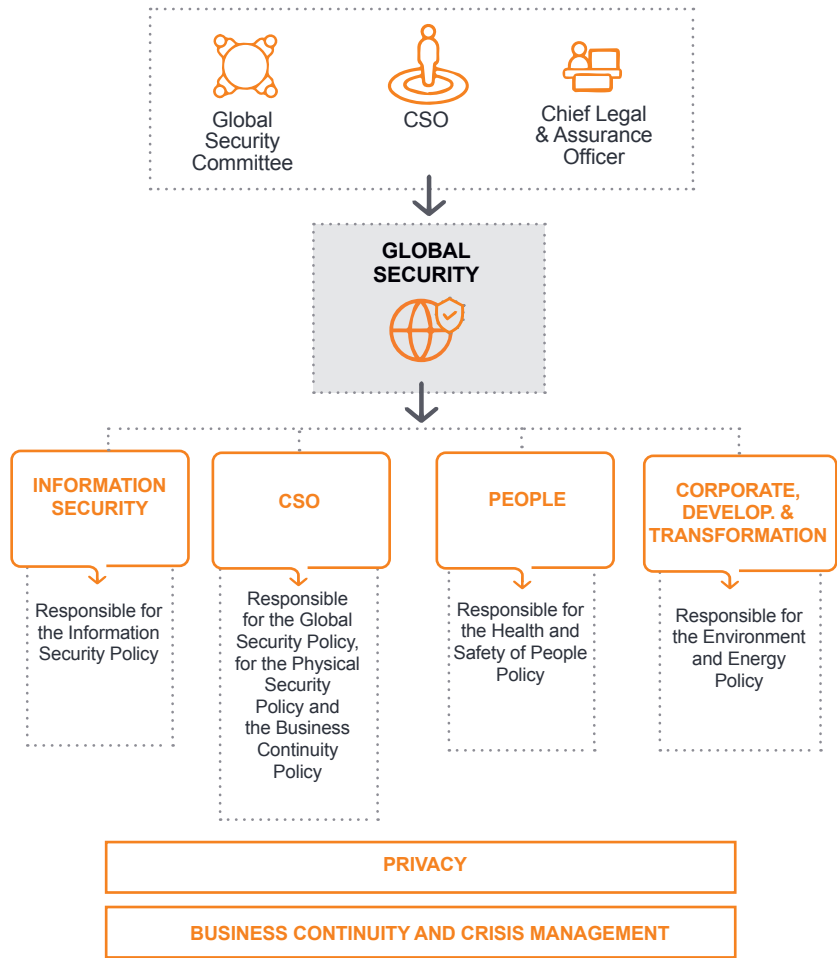 Global
Security
Committee
CSO
Chief Legal
& Assurance
Officer
GLOBAL
SECURITY
INFORMATION
SECURITY
Responsible for
the Information
Security Policy
CSO
Responsible
for the Global
Security Policy,
for the Physical
Security
Policy and
the Business
Continuity
Policy
PEOPLE
Responsible for
the Health and
Safety of People
Policy
CORPORATE,
DEVELOP. &
TRANSFORMATION
Responsible for
the Environment
and Energy
Policy
PRIVACY
BUSINESS CONTINUITY AND CRISIS MANAGEMENT